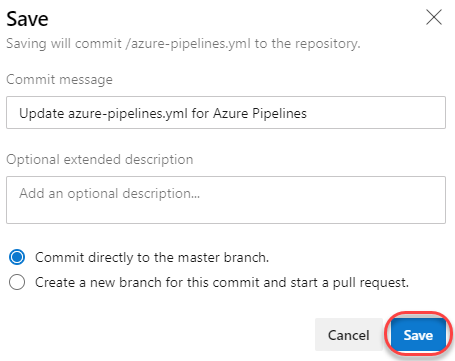 Save
Saving will commit /azure-pipelines.yml to the repository.
Commit message
Update azure-pipelines.yml for Azure Pipelines
Optional extended description
Add an optional description...
Commit directly to the master branch.
Create a new branch for this commit and start a pull request.
Cancel
Save